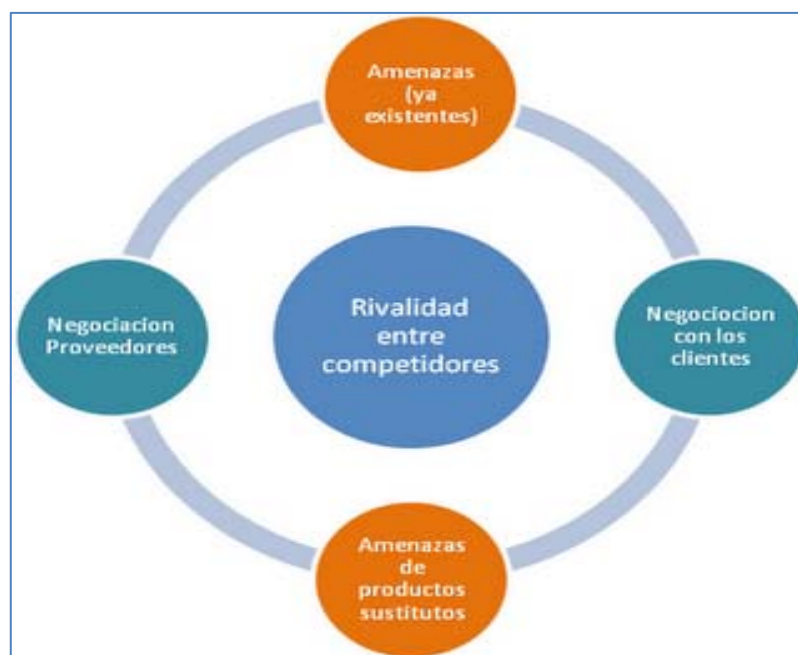 Amenazas
(ya
existentes)
Negociacion
Proveedores
Rivalidad
entre
competidores
Negociocion
con los
clientes
Amenazas
de
productos
sustitutos